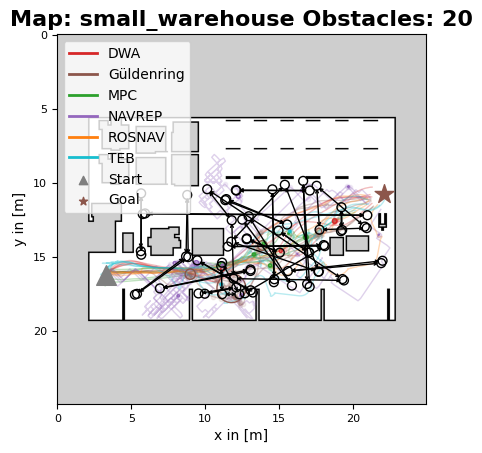 Map: small_warehouse Obstacles: 20
DWA
Güldenring
MPC
NAVREP
ROSNAV
TEB
Start
Goal
0
5
10
15
20
y in [m]
0
5
10
15
20
x in [m]